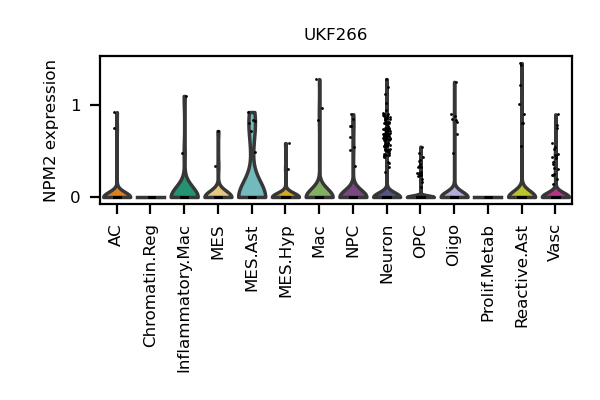 UKF266
NPM2 expression
1
0
AC
Chromatin.Reg
Inflammatory.Mac
MES
MES.Ast
MES.Hyp
Mac
NPC
Neuron
OPC
Oligo
Prolif.Metab
Reactive.Ast
Vasc